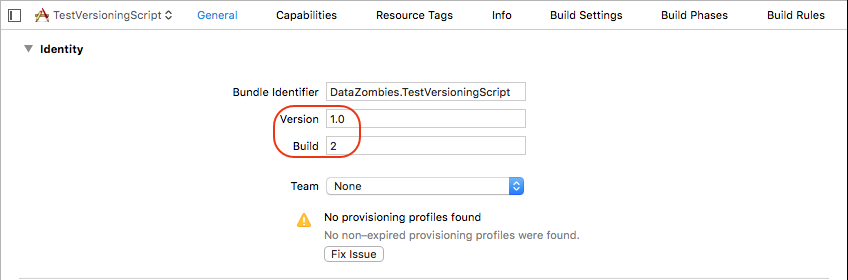 TestVersioningScript General Capabilities Resource Tags Info Build Settings Build Phases Build Rules
Identity
Bundle Identifier DataZombies.TestVersioningScript
Version 1.0
Build 2
Team None
No provisioning profiles found
No non–expired provisioning profiles were found.
Fix Issue